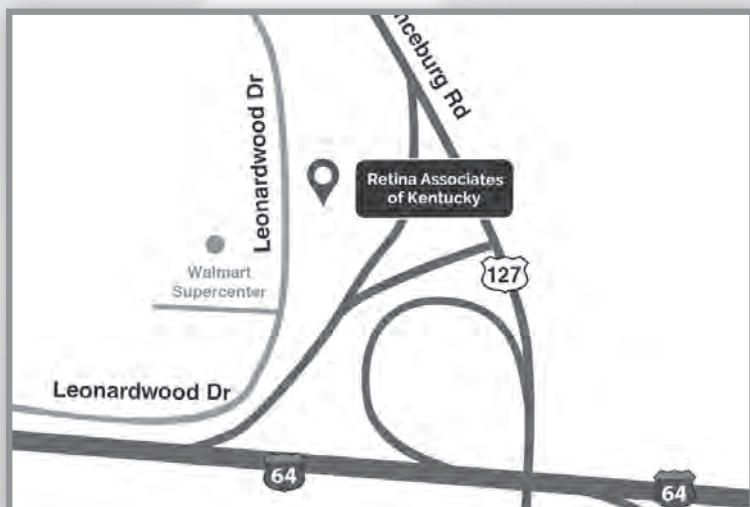 nceburg Rd
Leonardwood Dr
Retina Associates
of Kentucky
Walmart
Supercenter
127
Leonardwood Dr
64
64